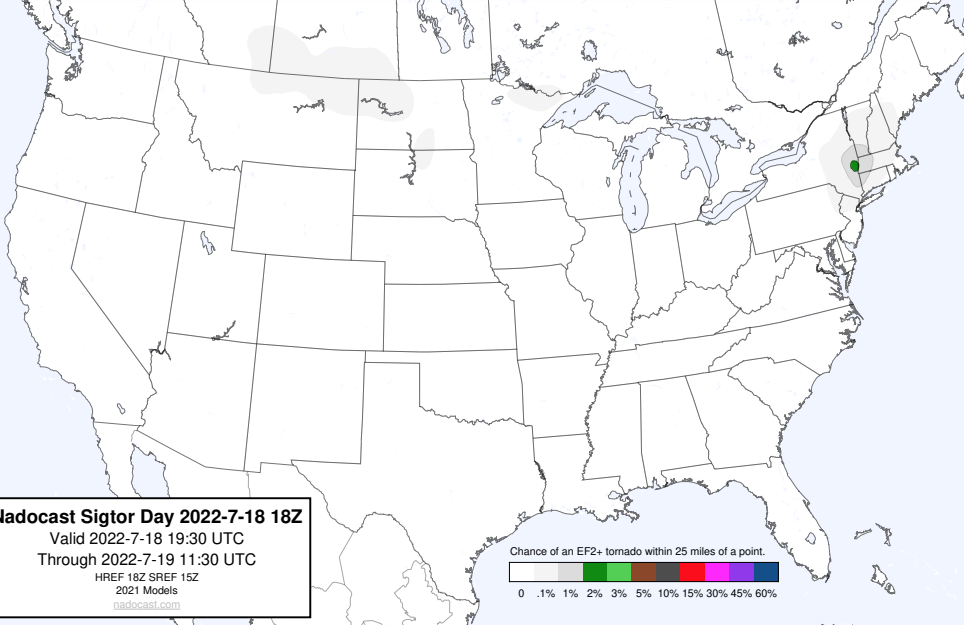 Nadocast Sigtor Day 2022-7-18 18Z
Valid 2022-7-18 19:30 UTC
Through 2022-7-19 11:30 UTC
HREF 18Z SREF 15Z
2021 Models
nadocast.com
Chance of an EF2+ tornado within 25 miles of a point.
0 .1% 1% 2% 3% 5% 10% 15% 30% 45% 60%